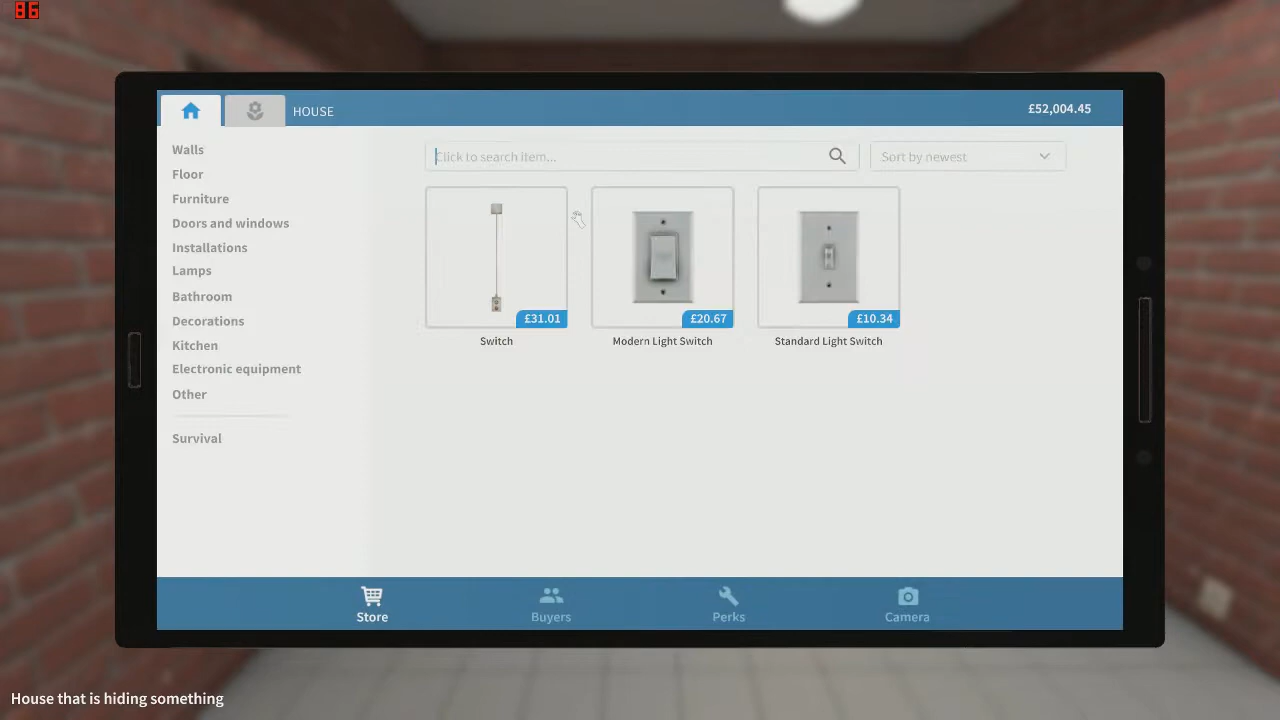 86
HOUSE
£52,004.45
Walls
Floor
Furniture
Doors and windows
Installations
Lamps
Bathroom
Decorations
Kitchen
Electronic equipment
Other
Survival
Click to search item...
Sort by newest
£31.01
£20.67
£10.34
Switch
Modern Light Switch
Standard Light Switch
Store
Buyers
Perks
Camera
House that is hiding something